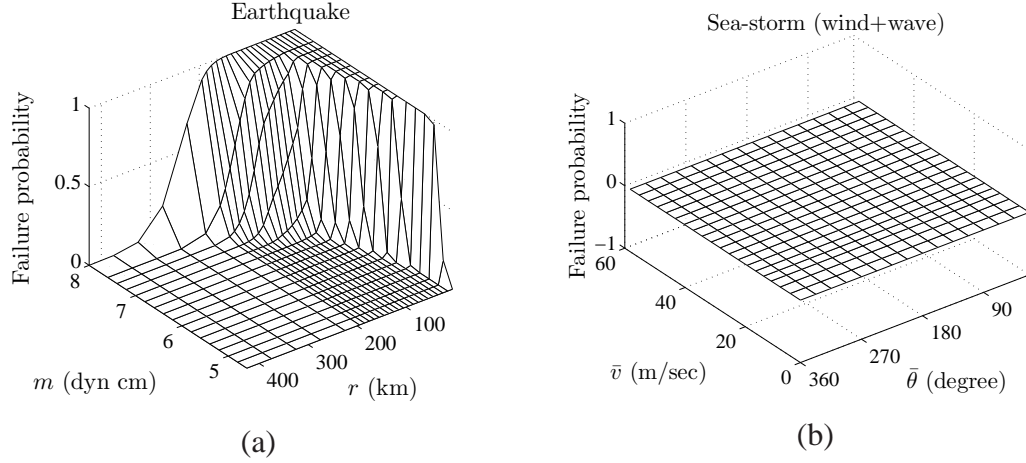 Earthquake
Failure probability
1
0.5
0
8
7
6
5
400
300
200
100
m (dyn cm)
r (km)
(a)
Sea-storm (wind+wave)
Failure probability
1
0
−1
60
40
20
0
360
270
180
90
v̄ (m/sec)
θ̄ (degree)
(b)